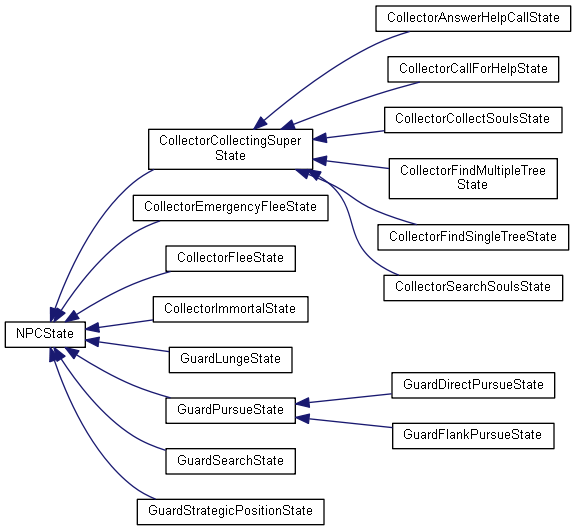 CollectorAnswerHelpCallState
CollectorCallForHelpState
CollectorCollectSoulsState
CollectorCollectingSuper
State
CollectorFindMultipleTree
State
CollectorEmergencyFleeState
CollectorFindSingleTreeState
CollectorFleeState
CollectorSearchSoulsState
CollectorImmortalState
NPCState
GuardLungeState
GuardDirectPursueState
GuardPursueState
GuardFlankPursueState
GuardSearchState
GuardStrategicPositionState